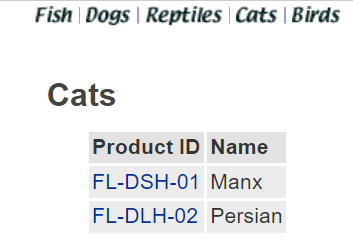 Fish | Dogs | Reptiles | Cats | Birds
Cats
Product ID Name
FL-DSH-01 Manx
FL-DLH-02 Persian